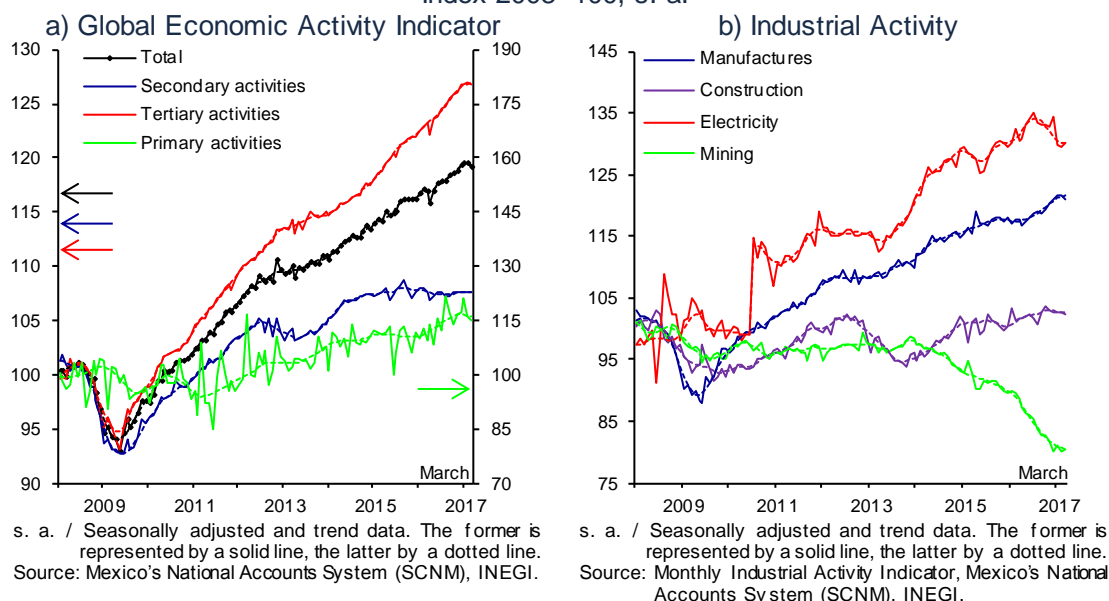 Index 2008=100, s. a.
a) Global Economic Activity Indicator
130
125
120
115
110
105
100
95
90
190
175
160
145
130
115
100
85
70
Total
Secondary activities
Tertiary activities
Primary activities
March
2009 2011 2013 2015 2017
s. a. / Seasonally adjusted and trend data. The former is
represented by a solid line, the latter by a dotted line.
Source: Mexico's National Accounts System (SCNM), INEGI.
b) Industrial Activity
145
135
125
115
105
95
85
75
Manufactures
Construction
Electricity
Mining
March
2009 2011 2013 2015 2017
s. a. / Seasonally adjusted and trend data. The former is
represented by a solid line, the latter by a dotted line.
Source: Monthly Industrial Activity Indicator, Mexico's National
Accounts System (SCNM), INEGI.